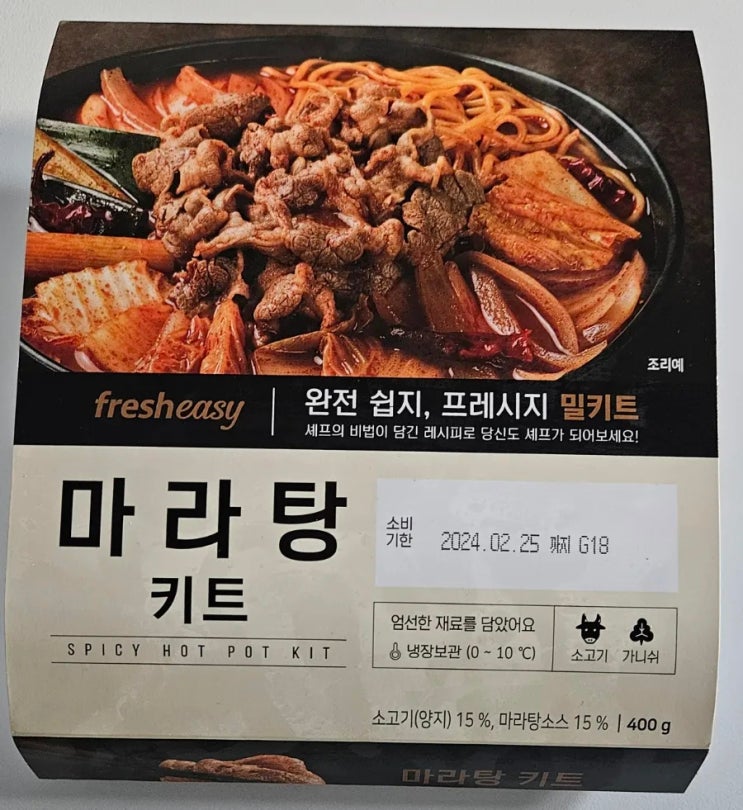 조리예
fresheasy
완전 쉽지, 프레시지 밀키트
셰프의 비법이 담긴 레시피로 당신도 셰프가 되어보세요!
마라탕
키트
SPICY HOT POT KIT
소비
기한
2024.02.25 까지 G18
엄선한 재료를 담았어요
냉장보관 (0 ~ 10 ℃)
소고기 가니쉬
소고기(양지) 15 %, 마라탕소스 15 % | 400 g
마라탕 키트